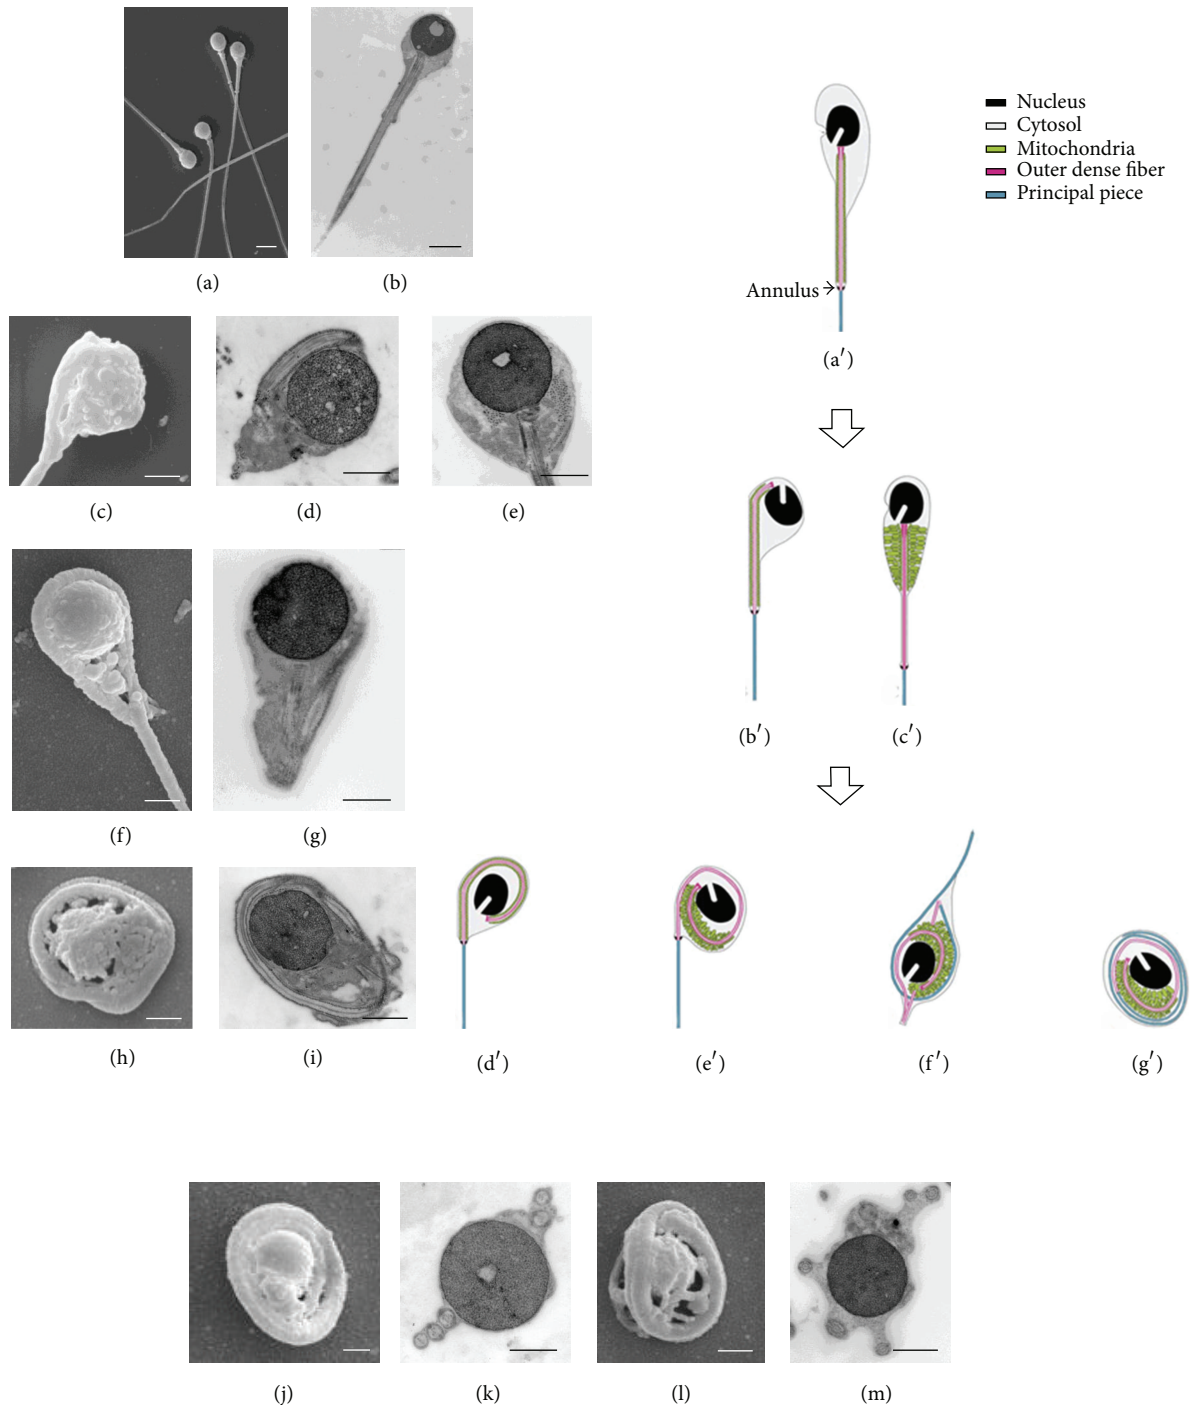 Nucleus
Cytosol
Mitochondria
Outer dense fiber
Principal piece
(a) (b)
Annulus
(a′)
(c) (d) (e)
(b′) (c′)
(f) (g)
(h) (i) (d′) (e′) (f′) (g′)
(j) (k) (l) (m)